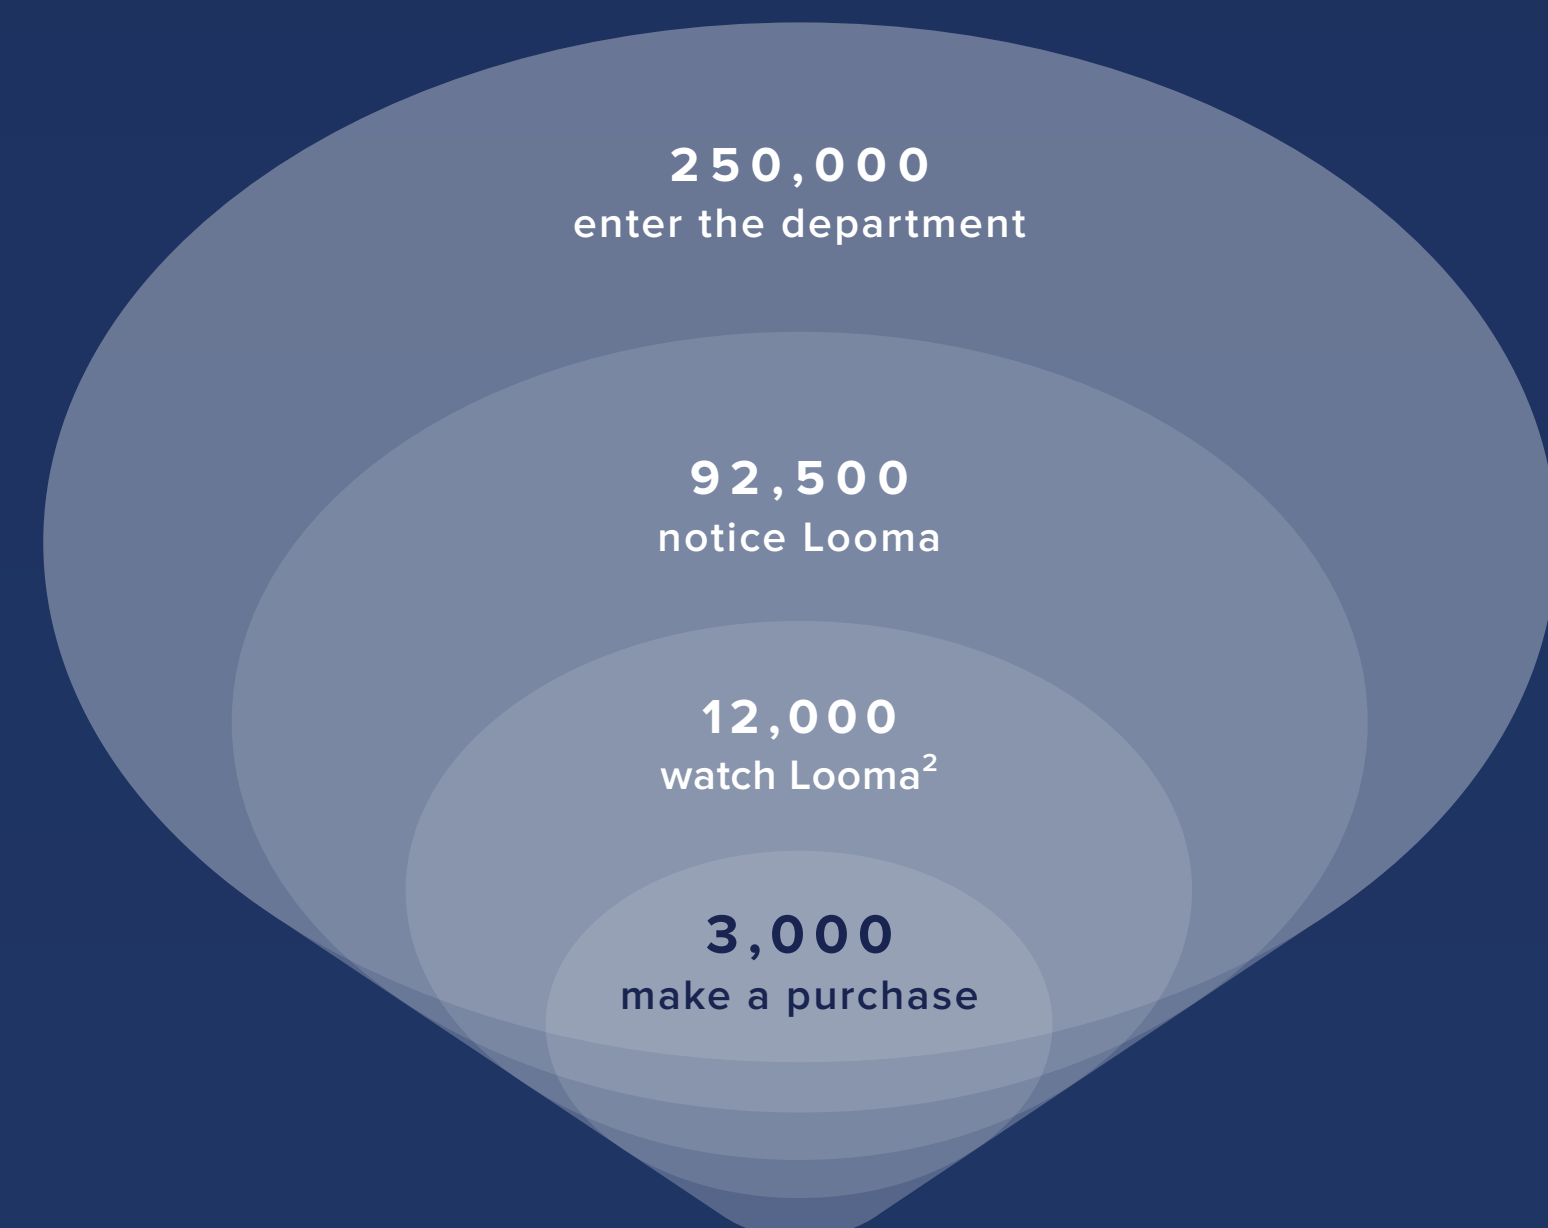 250,000
enter the department
92,500
notice Looma
12,000
watch Looma²
3,000
make a purchase